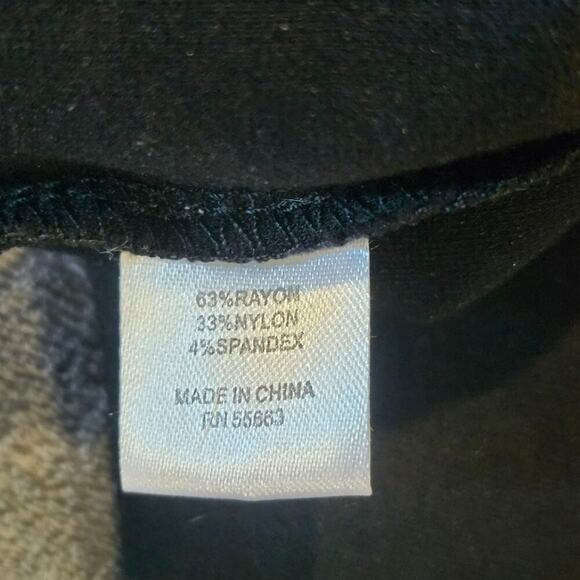 63%RAYON
33%NYLON
4%SPANDEX
MADE IN CHINA
RN 55663